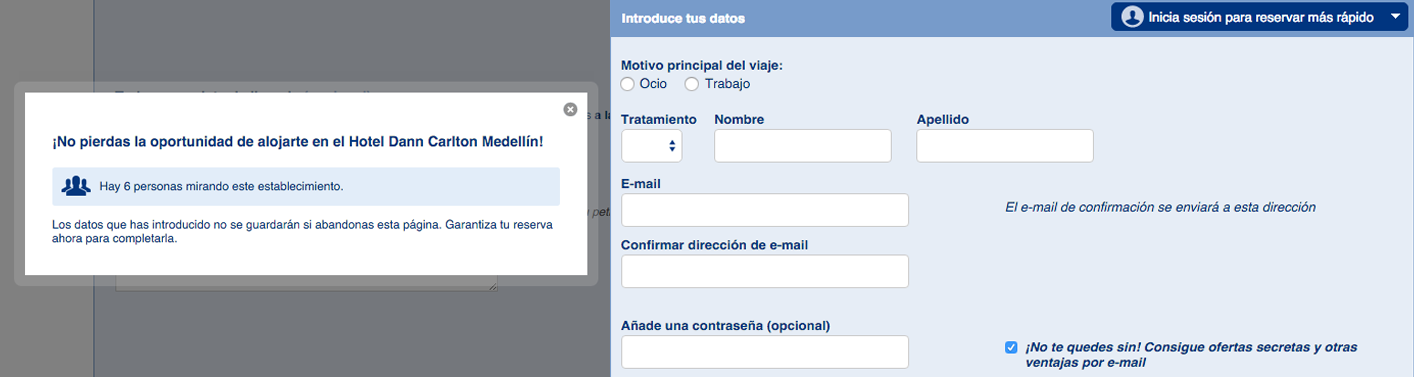 ¡No pierdas la oportunidad de alojarte en el Hotel Dann Carlton Medellín!
Hay 6 personas mirando este establecimiento.
Los datos que has introducido no se guardarán si abandonas esta página. Garantiza tu reserva
ahora para completarla.
s a la
peti
Introduce tus datos
Inicia sesión para reservar más rápido
Motivo principal del viaje:
Ocio Trabajo
Tratamiento Nombre Apellido
E-mail
El e-mail de confirmación se enviará a esta dirección
Confirmar dirección de e-mail
Añade una contraseña (opcional)
¡No te quedes sin! Consigue ofertas secretas y otras
ventajas por e-mail